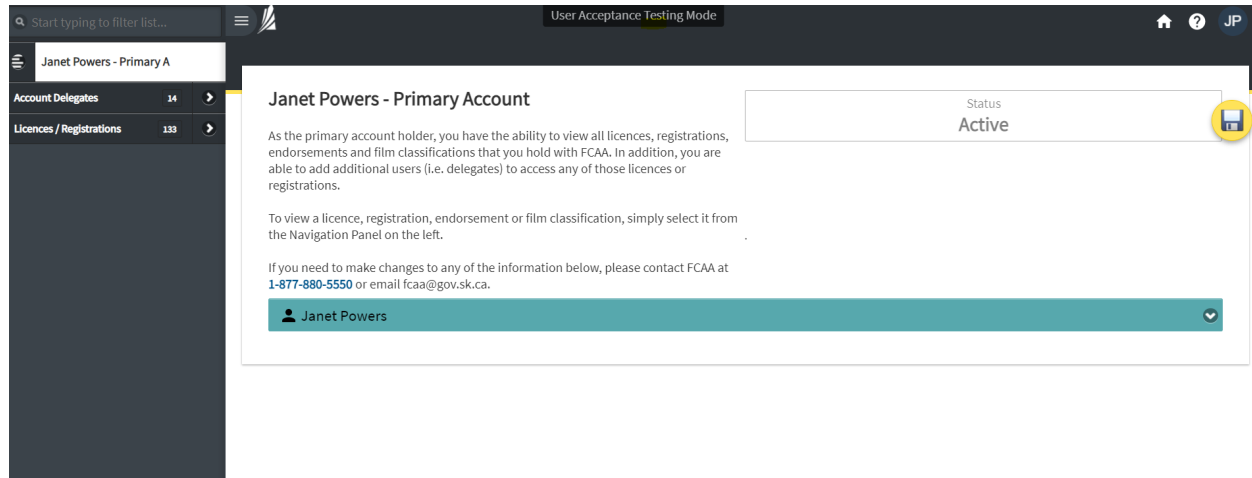 Start typing to filter list...
User Acceptance Testing Mode
JP
Janet Powers - Primary A
Account Delegates 14
Licences / Registrations 133
Janet Powers - Primary Account
As the primary account holder, you have the ability to view all licences, registrations,
endorsements and film classifications that you hold with FCAA. In addition, you are
able to add additional users (i.e. delegates) to access any of those licences or
registrations.
To view a licence, registration, endorsement or film classification, simply select it from
the Navigation Panel on the left.
.
If you need to make changes to any of the information below, please contact FCAA at
1-877-880-5550 or email fcaa@gov.sk.ca.
Status
Active
Janet Powers